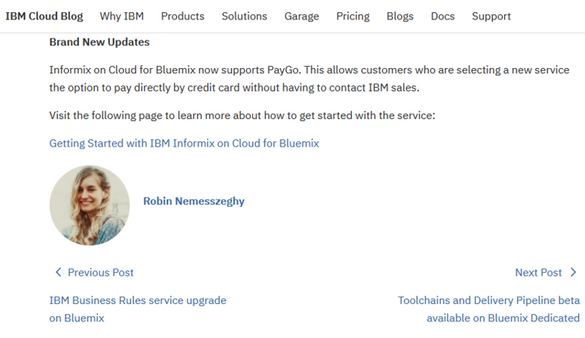 IBM Cloud Blog Why IBM Products Solutions Garage Pricing Blogs Docs Support
Brand New Updates
Informix on Cloud for Bluemix now supports PayGo. This allows customers who are selecting a new service
the option to pay directly by credit card without having to contact IBM sales.
Visit the following page to learn more about how to get started with the service:
Getting Started with IBM Informix on Cloud for Bluemix
Robin Nemesszeghy
Previous Post
Next Post
IBM Business Rules service upgrade
on Bluemix
Toolchains and Delivery Pipeline beta
available on Bluemix Dedicated